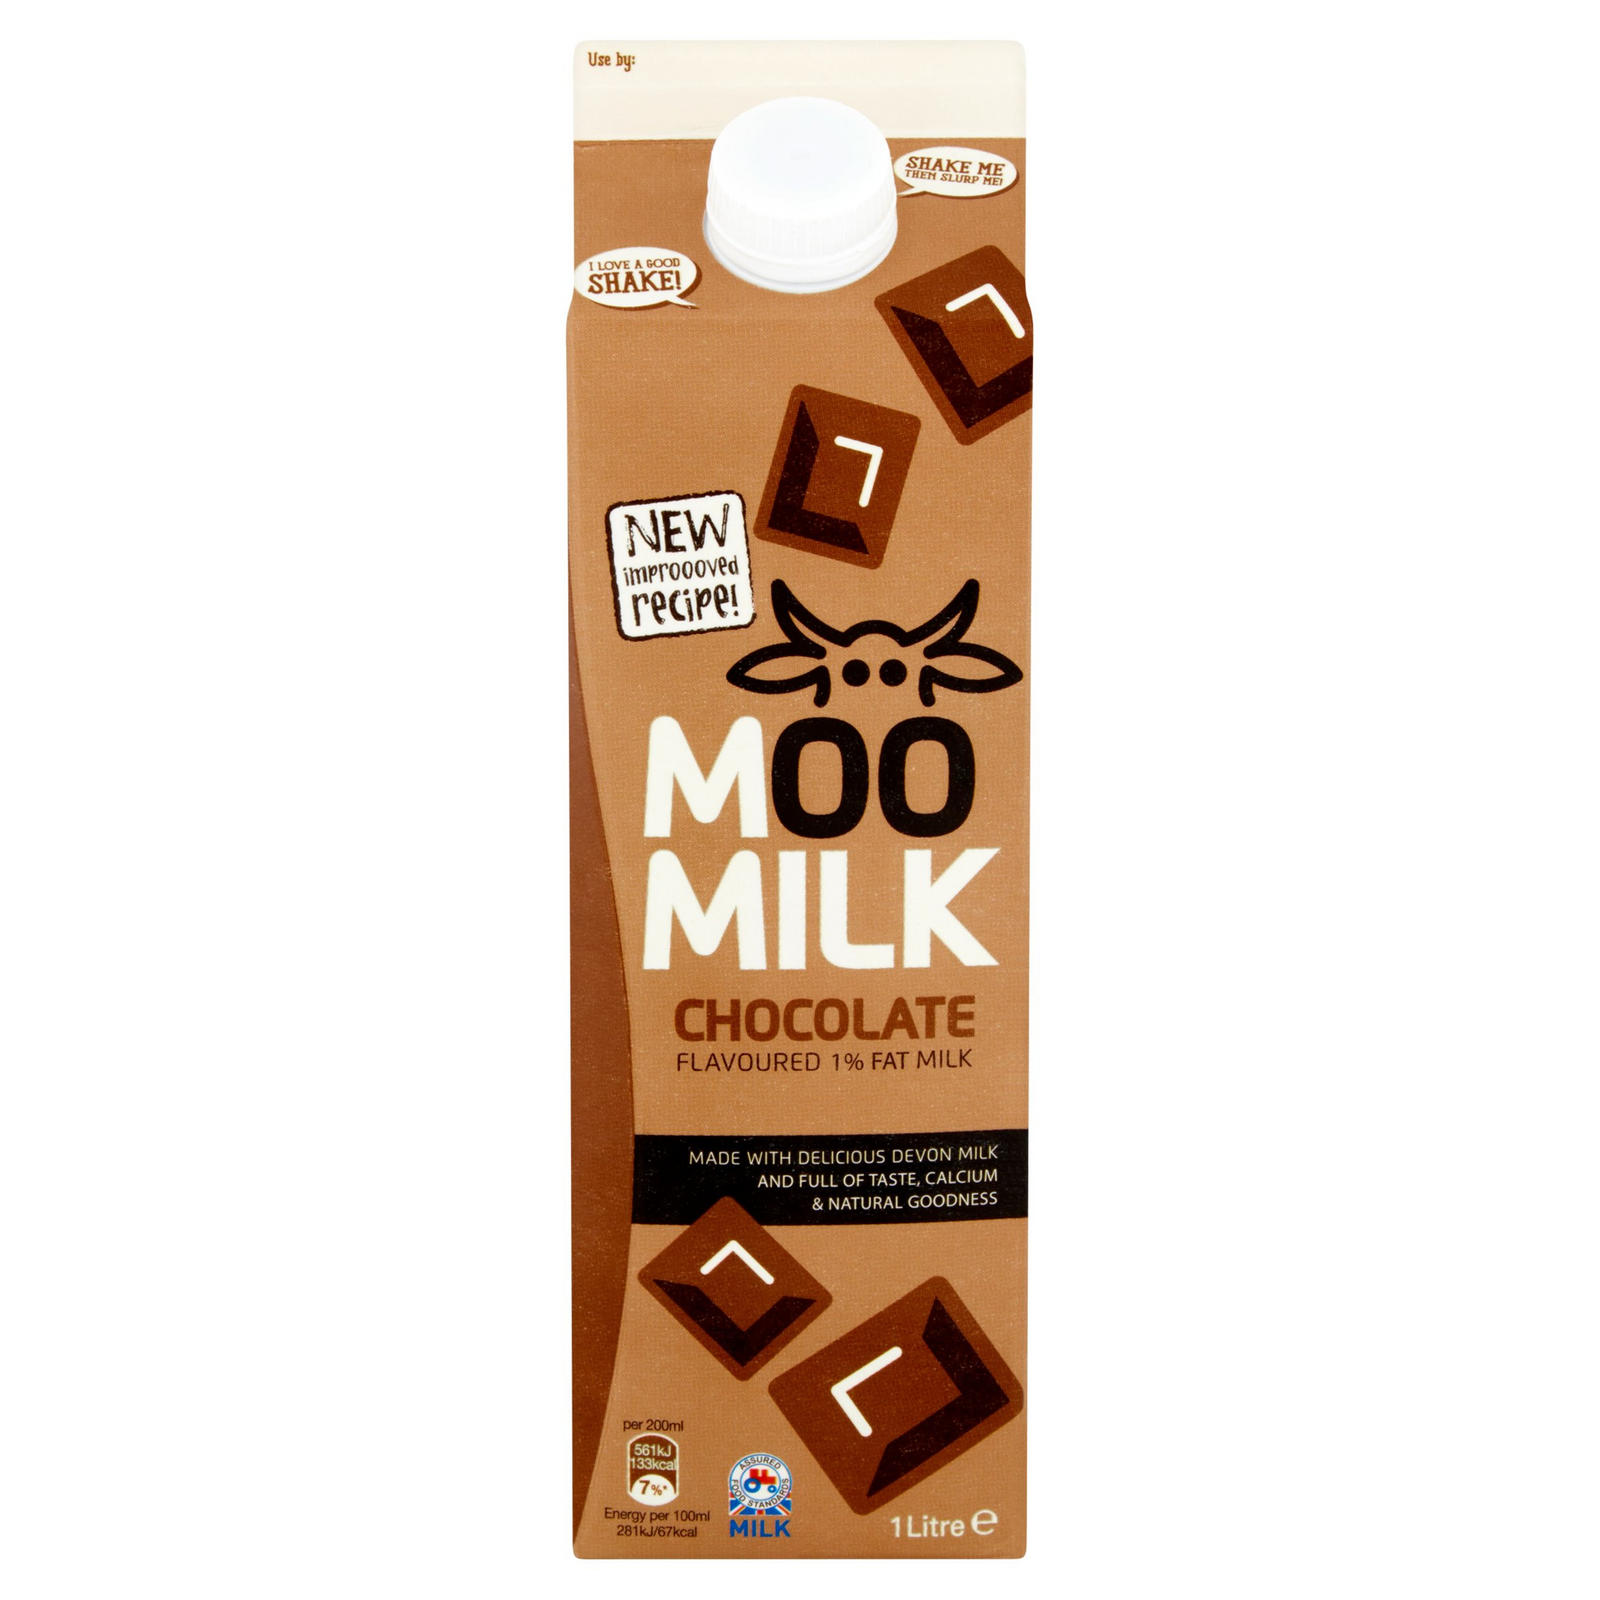 Use by:
SHAKE ME
THEN SLURP ME!
I LOVE A GOOD
SHAKE!
NEW
improooved
recipe!
MOO
MILK
CHOCOLATE
FLAVOURED 1% FAT MILK
MADE WITH DELICIOUS DEVON MILK
AND FULL OF TASTE, CALCIUM
& NATURAL GOODNESS
per 200ml
561kJ
133kcal
7%*
Energy per 100ml
281kJ/67kcal
ASSURED
FOOD STANDARDS
MILK
1 Litre ℮